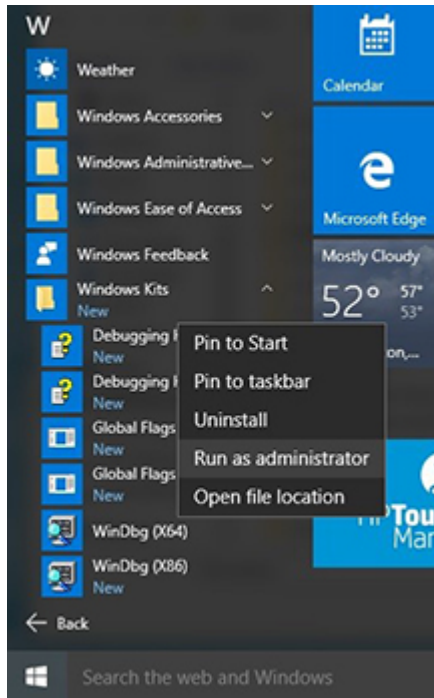 W
Weather
Windows Accessories
Windows Administrative...
Windows Ease of Access
Windows Feedback
Windows Kits
New
Debugging
New
Debugging
New
Global Flags
New
Global Flags
New
WinDbg (X64)
WinDbg (X86)
New
Back
Search the web and Windows
Pin to Start
Pin to taskbar
Uninstall
Run as administrator
Open file location
Calendar
Microsoft Edge
Mostly Cloudy
52° 57°
53°
on,...